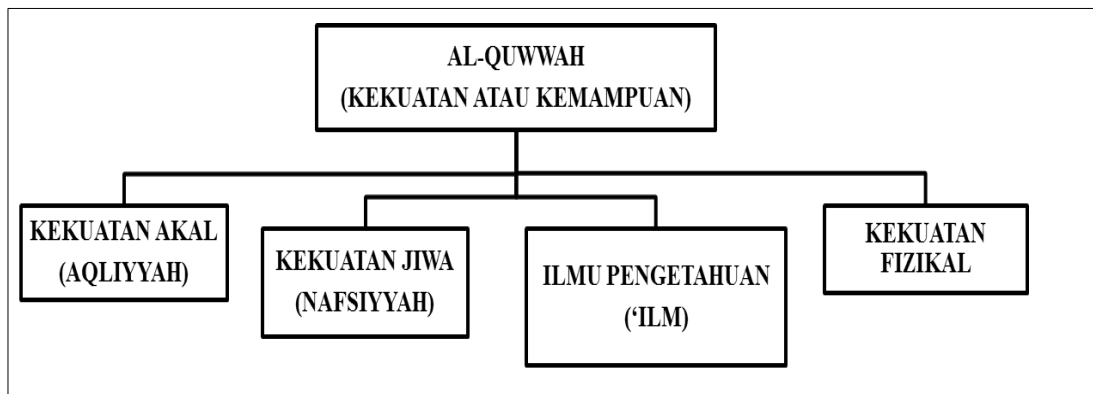 AL-QUWWAH
(KEKUATAN ATAU KEMAMPUAN)
KEKUATAN AKAL
(AQLIYYAH)
KEKUATAN JIWA
(NAFSIYYAH)
ILMU PENGETAHUAN
(‘ILM)
KEKUATAN
FIZIKAL